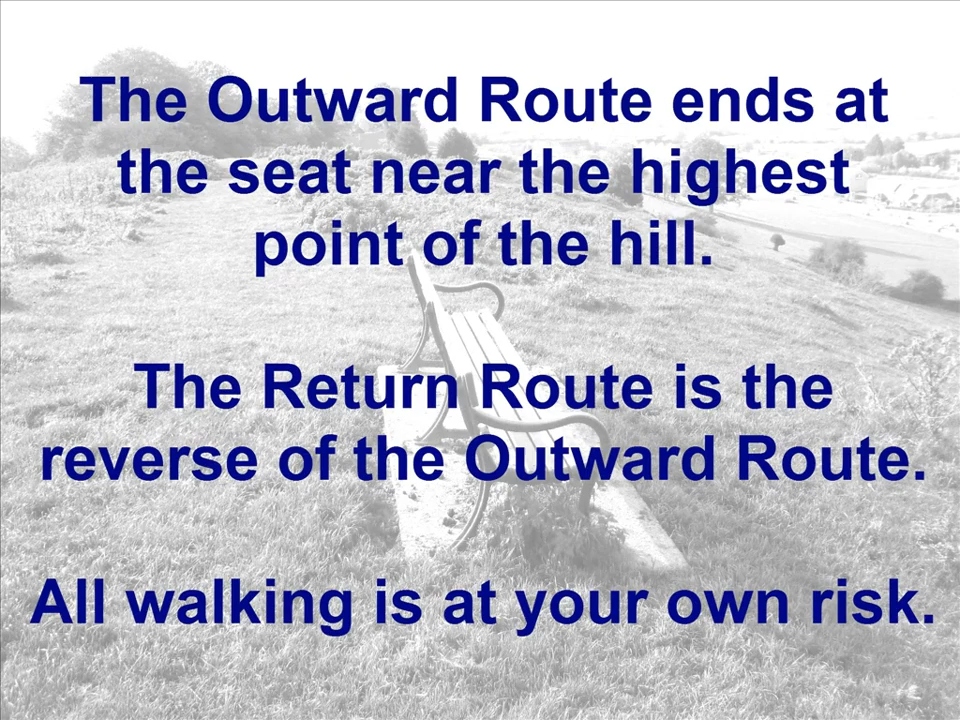 The Outward Route ends at
the seat near the highest
point of the hill.
The Return Route is the
reverse of the Outward Route.
All walking is at your own risk.